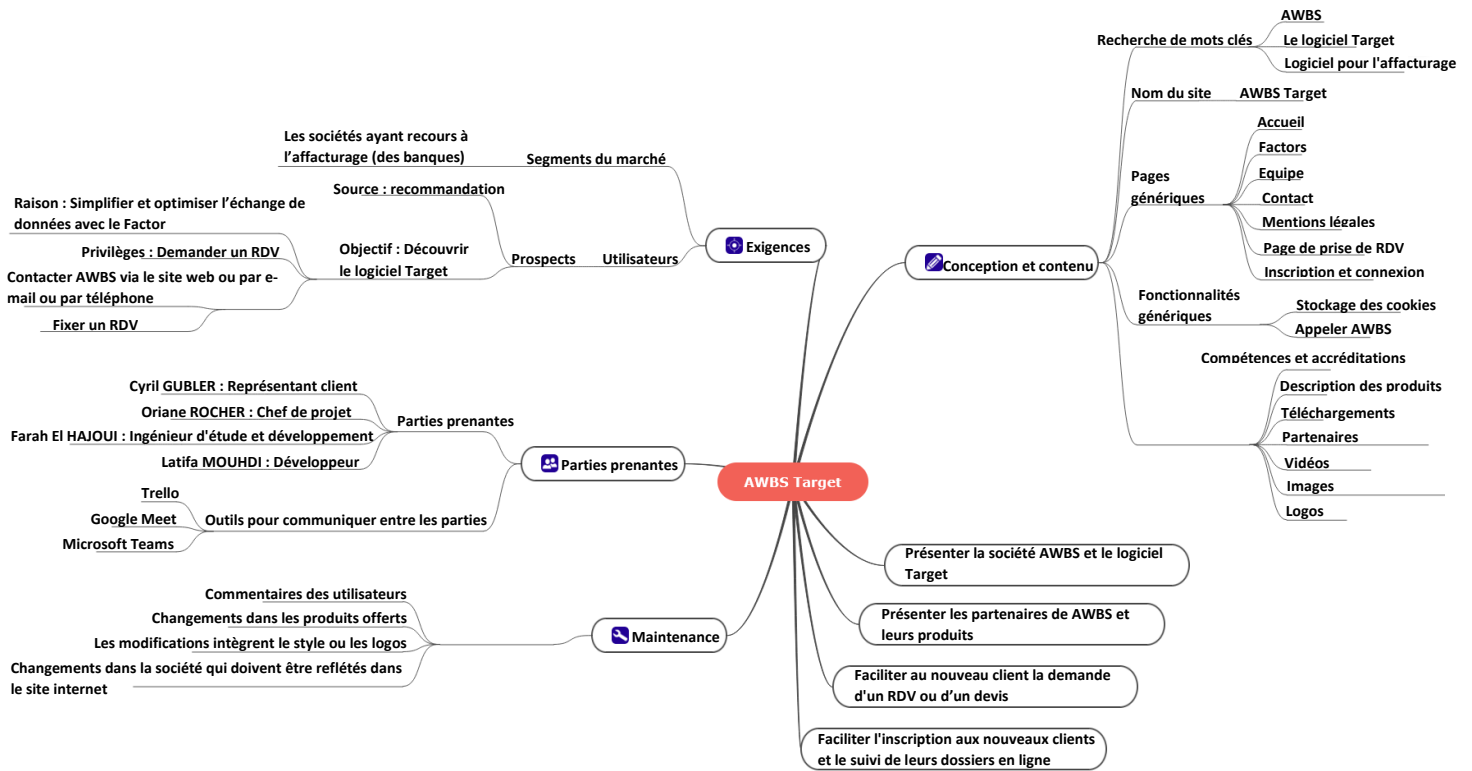 AWBS Target
Exigences
Segments du marché
Les sociétés ayant recours à
l’affacturage (des banques)
Utilisateurs
Prospects
Source : recommandation
Objectif : Découvrir
le logiciel Target
Raison : Simplifier et optimiser l’échange de
données avec le Factor
Privilèges : Demander un RDV
Contacter AWBS via le site web ou par e-
mail ou par téléphone
Fixer un RDV
Parties prenantes
Parties prenantes
Cyril GUBLER : Représentant client
Oriane ROCHER : Chef de projet
Farah El HAJOUI : Ingénieur d'étude et développement
Latifa MOUHDI : Développeur
Outils pour communiquer entre les parties
Trello
Google Meet
Microsoft Teams
Maintenance
Commentaires des utilisateurs
Changements dans les produits offerts
Les modifications intègrent le style ou les logos
Changements dans la société qui doivent être reflétés dans
le site internet
Conception et contenu
Recherche de mots clés
AWBS
Le logiciel Target
Logiciel pour l'affacturage
Nom du site
AWBS Target
Pages
génériques
Accueil
Factors
Equipe
Contact
Mentions légales
Page de prise de RDV
Inscription et connexion
Fonctionnalités
génériques
Stockage des cookies
Appeler AWBS
Compétences et accréditations
Description des produits
Téléchargements
Partenaires
Vidéos
Images
Logos
Présenter la société AWBS et le logiciel
Target
Présenter les partenaires de AWBS et
leurs produits
Faciliter au nouveau client la demande
d'un RDV ou d’un devis
Faciliter l'inscription aux nouveaux clients
et le suivi de leurs dossiers en ligne